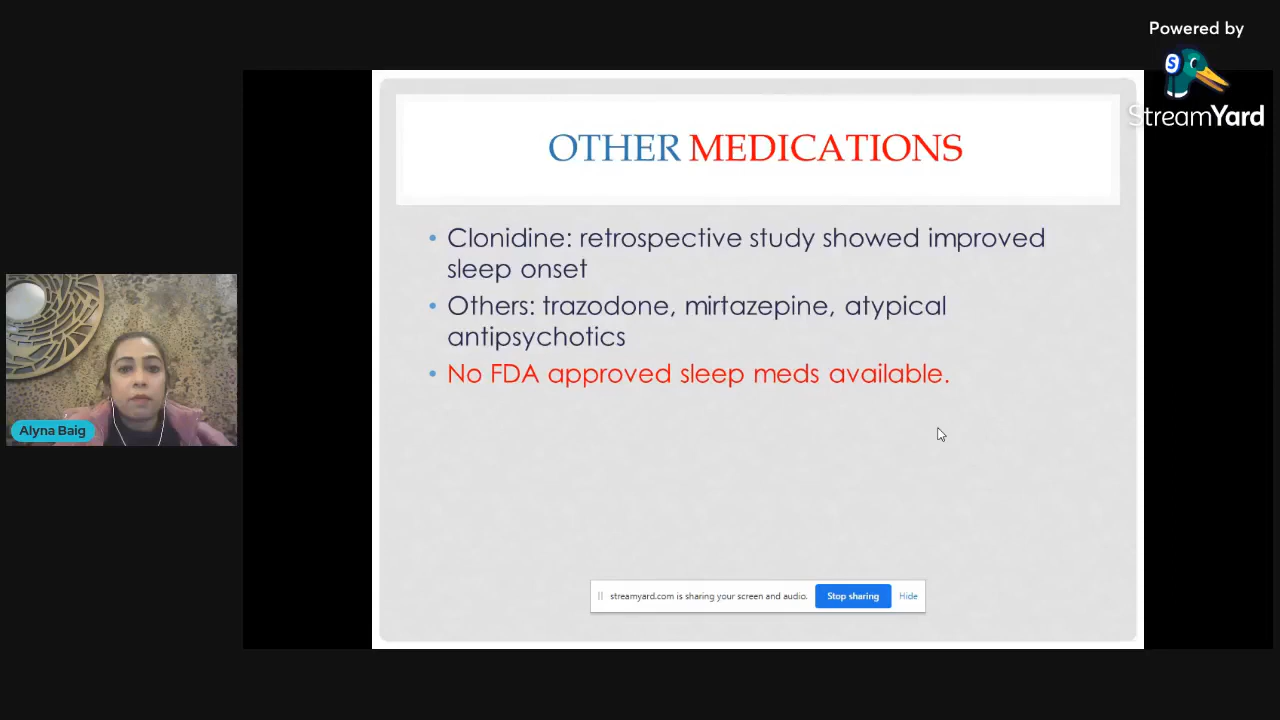 Powered by
StreamYard
OTHER MEDICATIONS
• Clonidine: retrospective study showed improved
sleep onset
• Others: trazodone, mirtazepine, atypical
antipsychotics
• No FDA approved sleep meds available.
Alyna Baig
streamyard.com is sharing your screen and audio. Stop sharing Hide